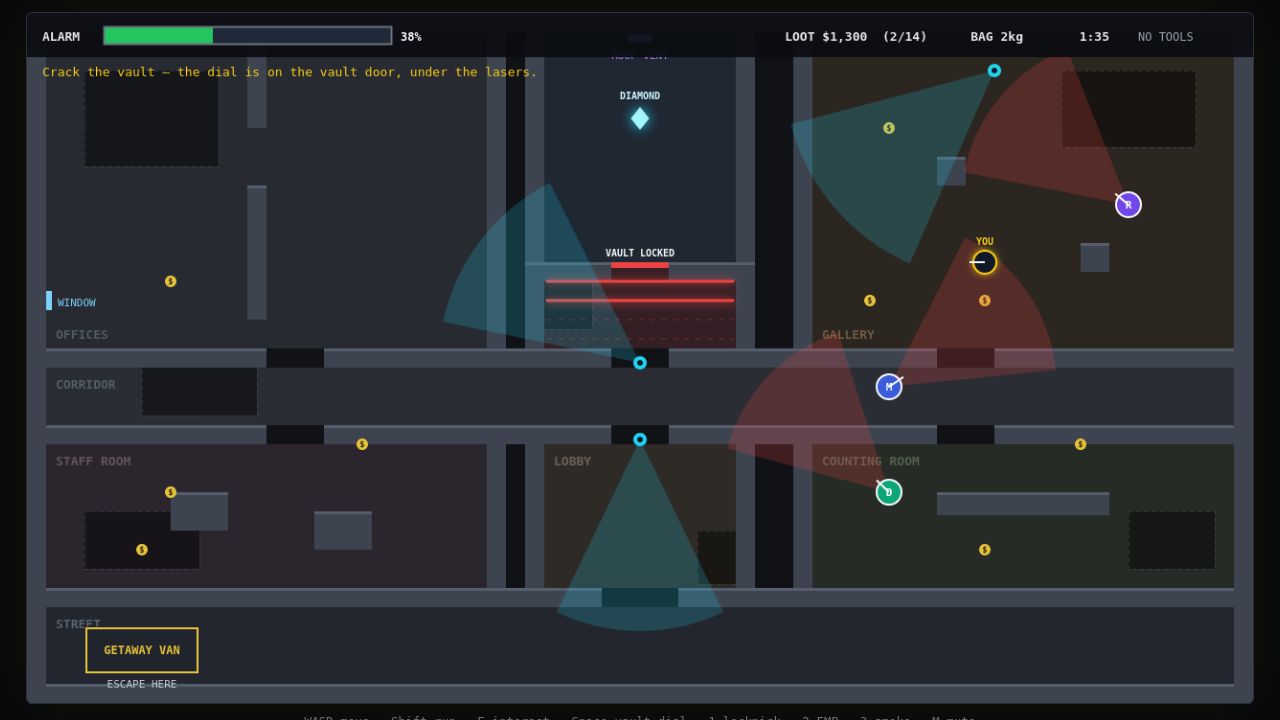 ALARM 38% LOOT $1,300 (2/14) BAG 2kg 1:35 NO TOOLS
Crack the vault — the dial is on the vault door, under the lasers.
ROOF VENT
DIAMOND
$
R
YOU
VAULT LOCKED
$
WINDOW
$ $
OFFICES
GALLERY
CORRIDOR
M
$ $
STAFF ROOM
LOBBY
COUNTING ROOM
$
D
$ $
STREET
GETAWAY VAN
ESCAPE HERE